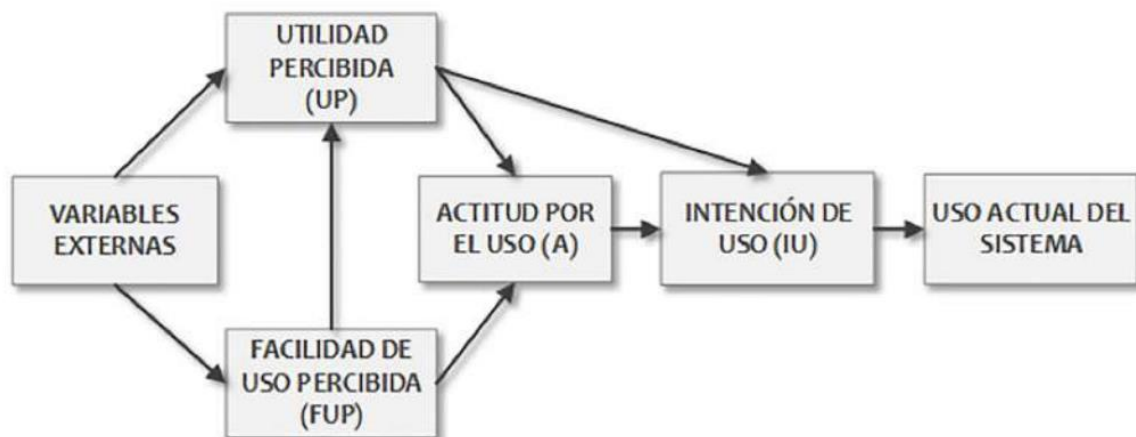 UTILIDAD
PERCIBIDA
(UP)
VARIABLES
EXTERNAS
ACTITUD POR
EL USO (A)
INTENCIÓN DE
USO (IU)
USO ACTUAL DEL
SISTEMA
FACILIDAD DE
USO PERCIBIDA
(FUP)